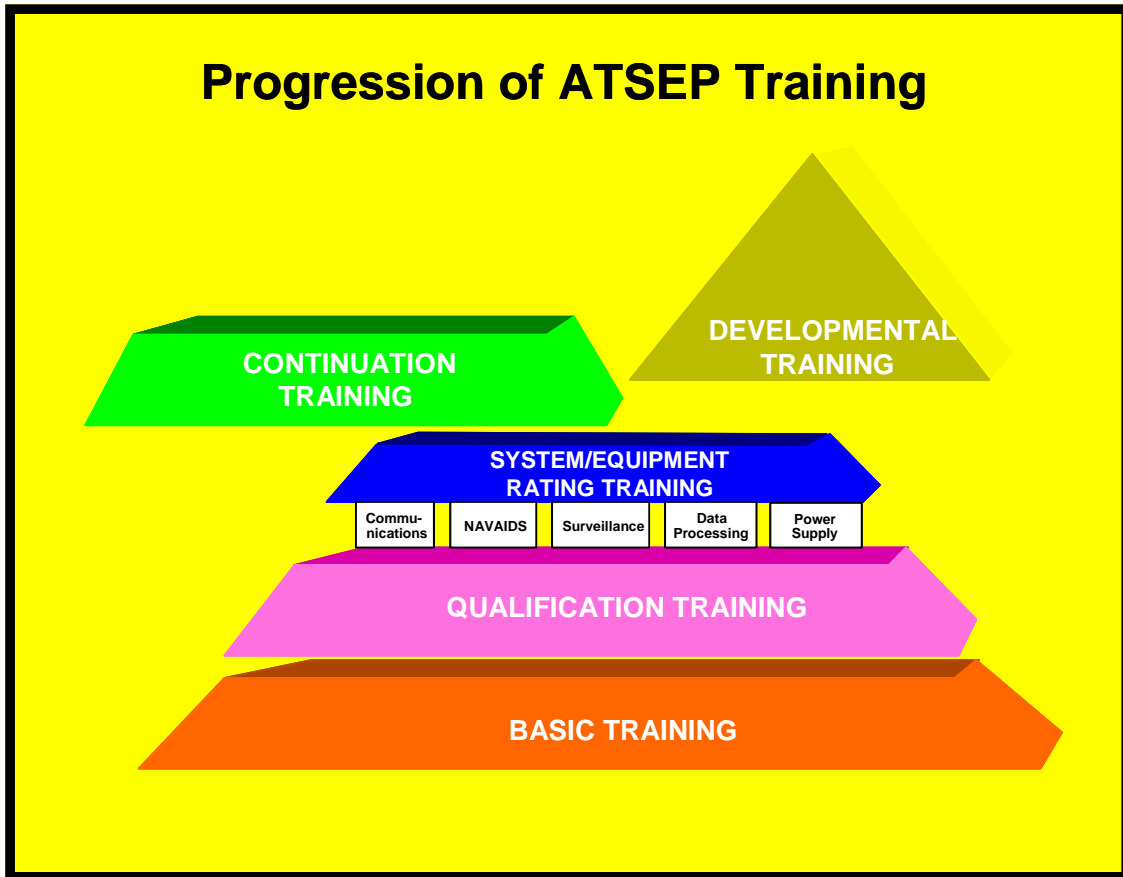 Progression of ATSEP Training
DEVELOPMENTAL
TRAINING
CONTINUATION
TRAINING
SYSTEM/EQUIPMENT
RATING TRAINING
Commu-
nications
NAVAIDS
Surveillance
Data
Processing
Power
Supply
QUALIFICATION TRAINING
BASIC TRAINING